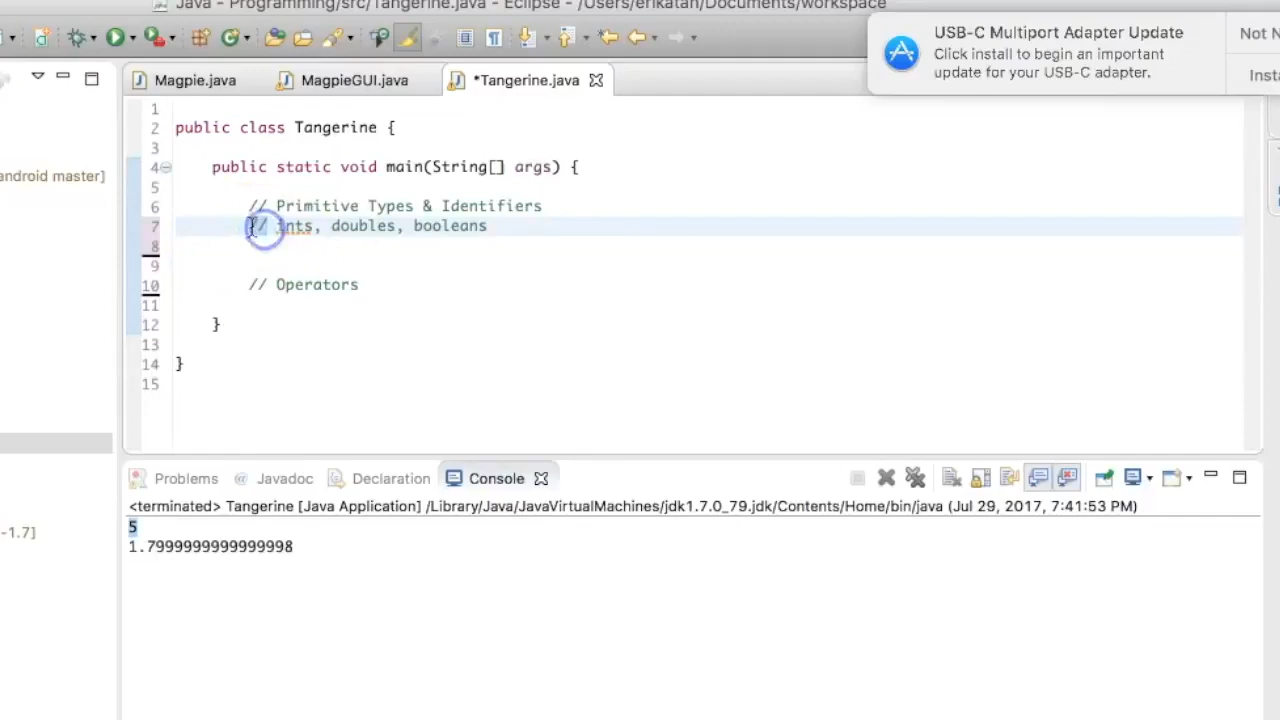 Java - Programming/src/Tangerine.java - Eclipse - /Users/erikatan/Documents/workspace
USB-C Multiport Adapter Update
Click install to begin an important
update for your USB-C adapter.
Not N
Insta
Magpie.java
MagpieGUI.java
*Tangerine.java
android master]
-1.7]
1
2 public class Tangerine {
3
4 public static void main(String[] args) {
5
6 // Primitive Types & Identifiers
7 // ints, doubles, booleans
8
9
10 // Operators
11
12 }
13
14 }
15
Problems
Javadoc
Declaration
Console
<terminated> Tangerine [Java Application] /Library/Java/JavaVirtualMachines/jdk1.7.0_79.jdk/Contents/Home/bin/java (Jul 29, 2017, 7:41:53 PM)
5
1.7999999999999998